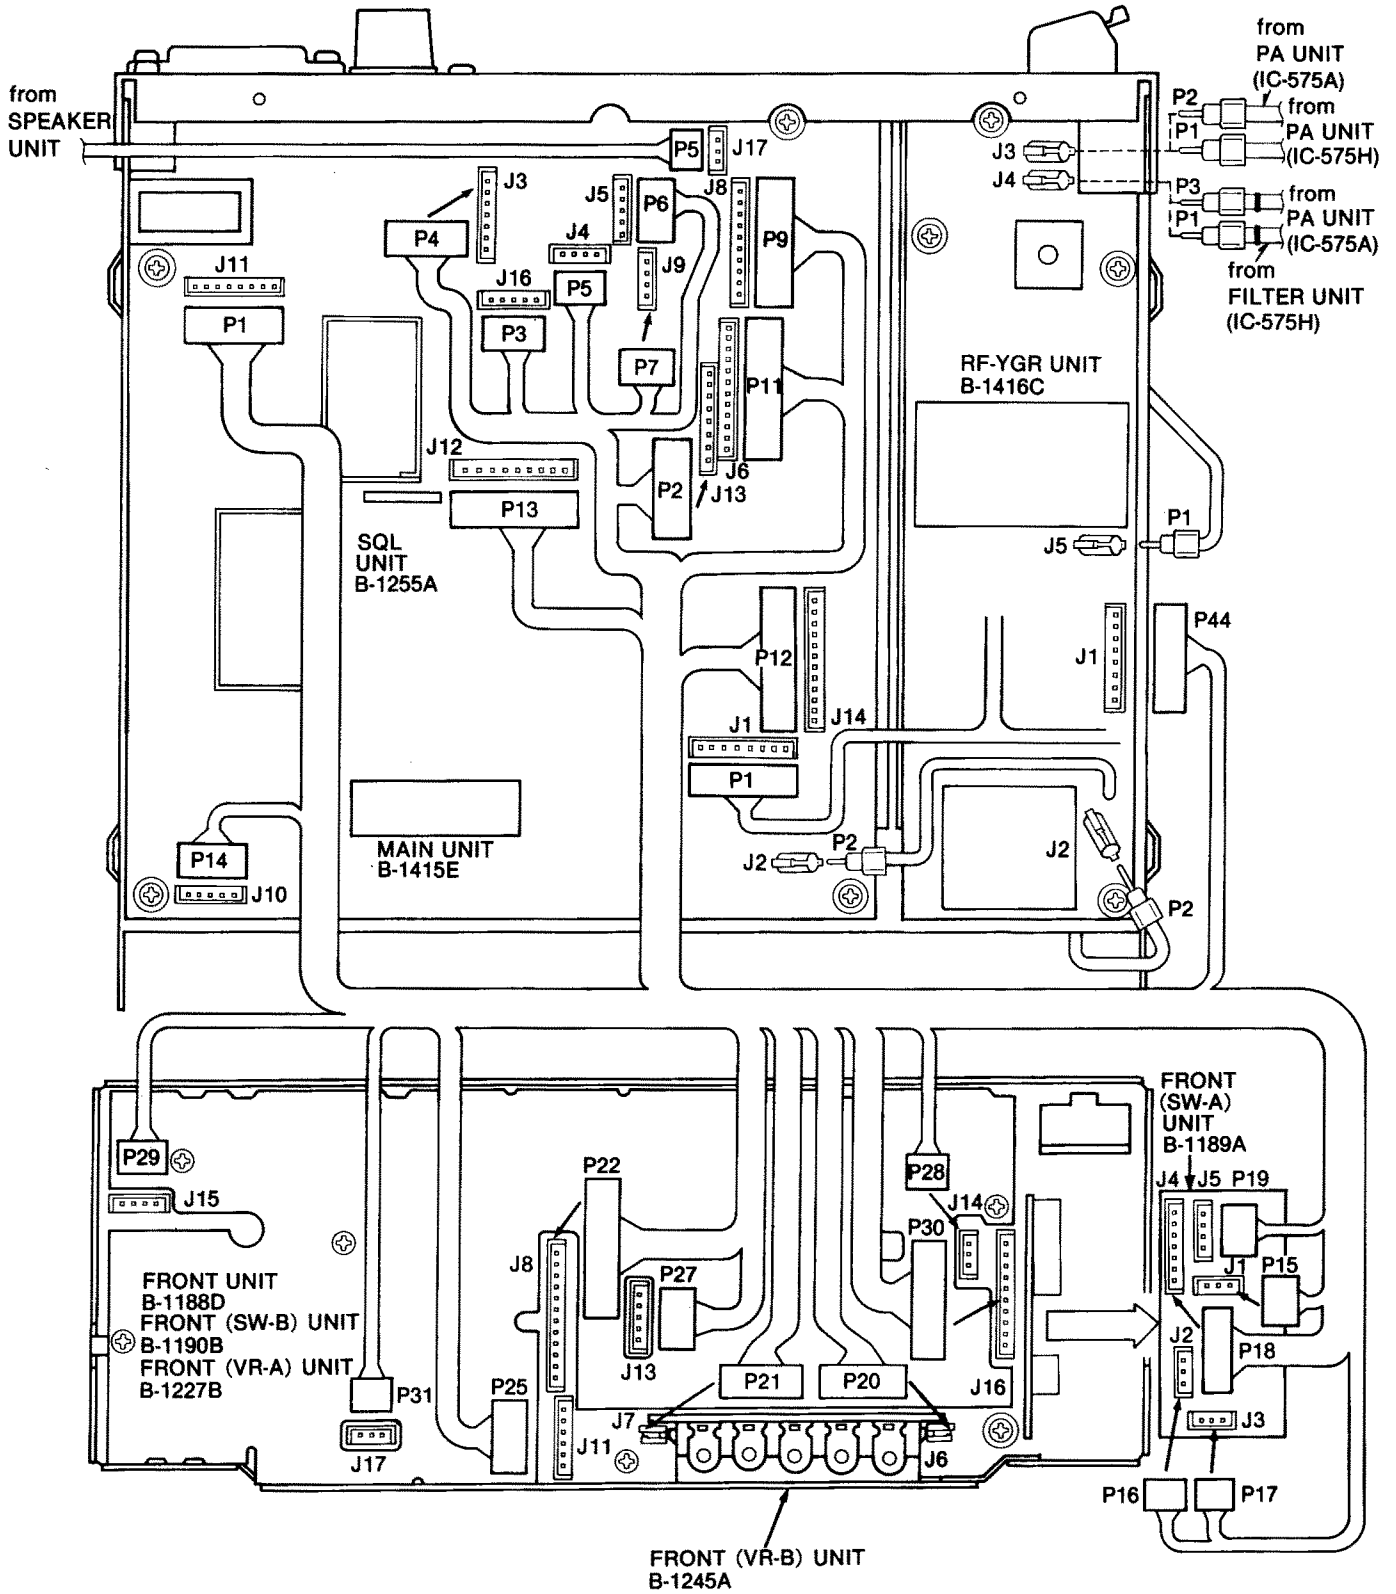 from
PA UNIT
(IC-575A)
from
SPEAKER
UNIT
P2
from
P1
PA UNIT
(IC-575H)
P5
J17
J3
J4
P3
from
P1
PA UNIT
(IC-575A)
from
FILTER UNIT
(IC-575H)
J3
J5
P6
J8
P9
P4
J4
J9
J11
J16
P5
P1
P3
P7
P11
RF-YGR UNIT
B-1416C
J12
J6
J13
P2
P13
P1
J5
SQL
UNIT
B-1255A
P44
P12
J1
J14
J1
P1
MAIN UNIT
B-1415E
P14
J2
P2
J2
J10
P2
FRONT
(SW-A)
UNIT
B-1189A
P29
P22
P28
J4
J5
P19
J15
J14
P30
J8
P27
J1
P15
FRONT UNIT
B-1188D
FRONT (SW-B) UNIT
B-1190B
FRONT (VR-A) UNIT
B-1227B
J2
P18
J13
P21
P20
J16
P31
P25
J7
J3
J17
J11
J6
P16
P17
FRONT (VR-B) UNIT
B-1245A